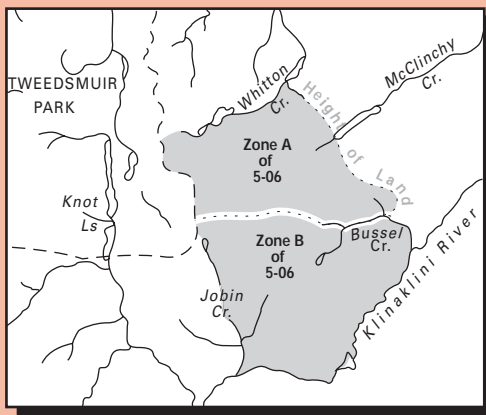 TWEEDSMUIR
PARK
Whitton
Cr.
McClinchy
Cr.
Height of Land
Zone A
of
5-06
Knot
Ls
Zone B
of
5-06
Bussel
Cr.
Klinaklini River
Jobin
Cr.